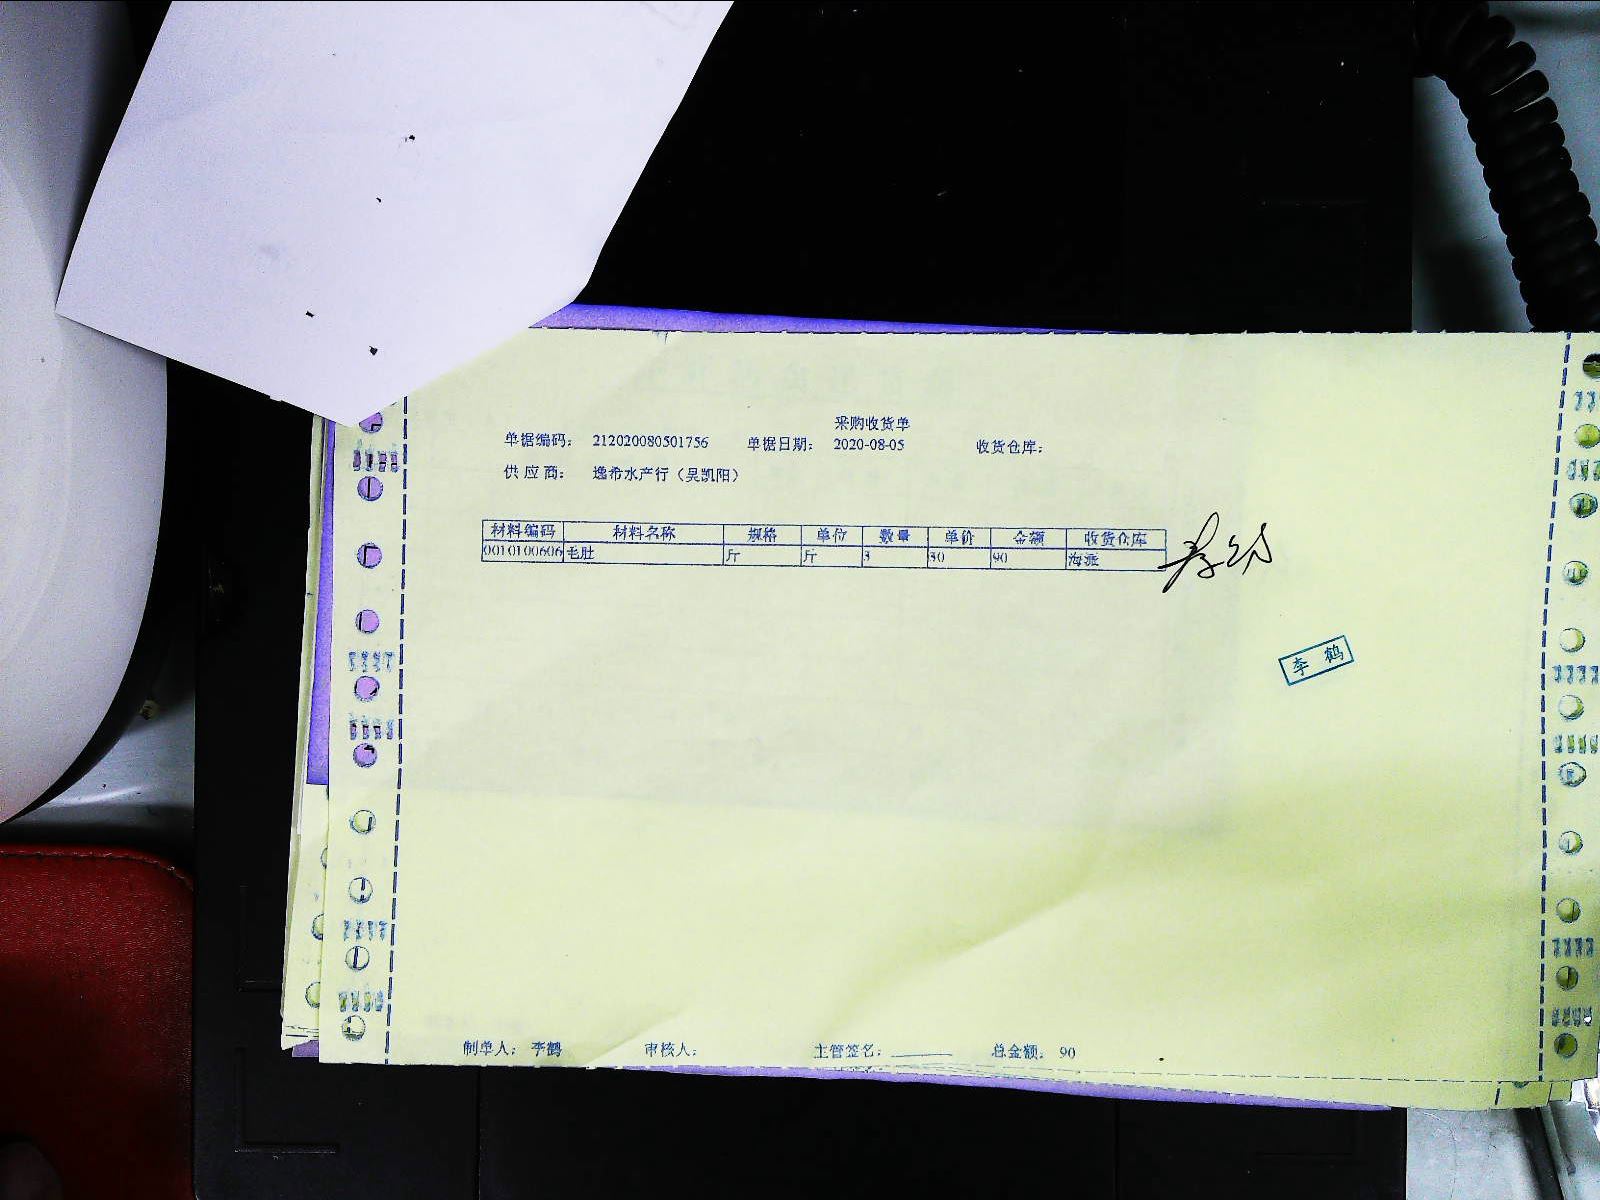 采购收货单
单据编码： 212020080501756 单据日期： 2020-08-05 收货仓库：
供应商： 逸希水产行（吴凯阳）
材料编码 材料名称 规格 单位 数量 单价 金额 收货仓库
0010100606 毛肚 斤 斤 3 30 90 海派
李鹤
制单人： 李鹤 审核人： 主管签名： 总金额： 90